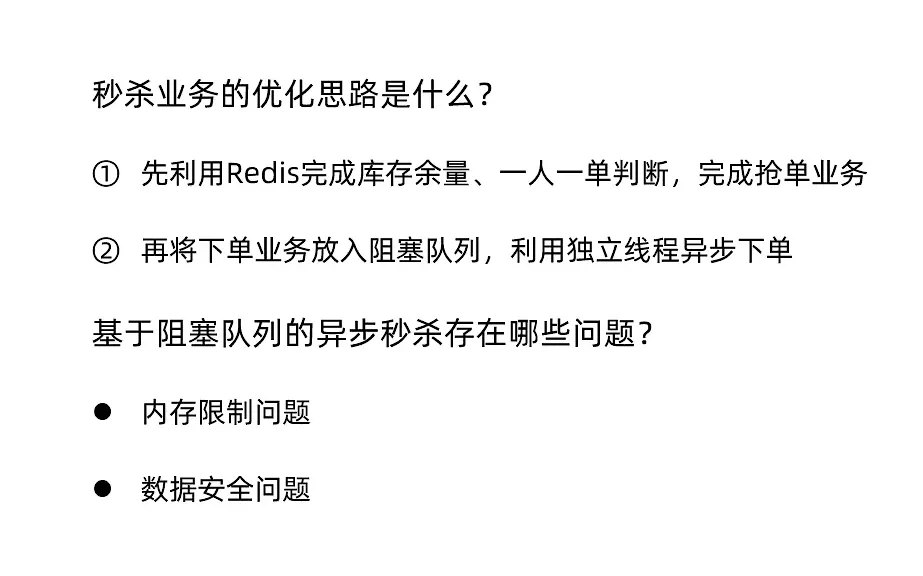 秒杀业务的优化思路是什么？
① 先利用Redis完成库存余量、一人一单判断，完成抢单业务
② 再将下单业务放入阻塞队列，利用独立线程异步下单
基于阻塞队列的异步秒杀存在哪些问题？
● 内存限制问题
● 数据安全问题